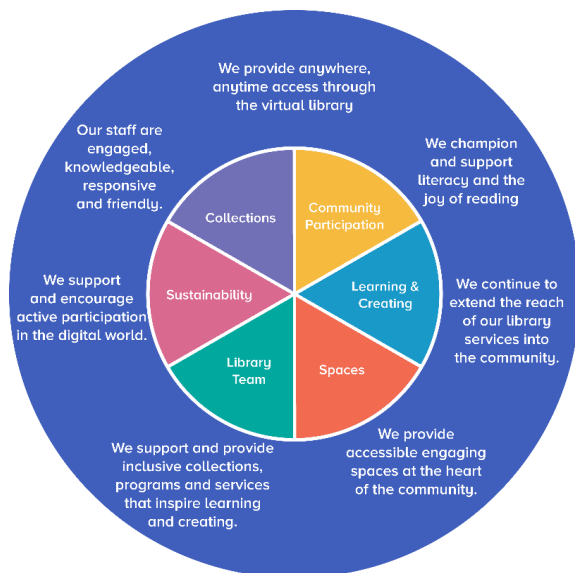 We provide anywhere,
anytime access through
the virtual library
Our staff are
engaged,
knowledgeable,
responsive
and friendly.
We champion
and support
literacy and the
joy of reading
Collections
Community
Participation
We support
and encourage
active participation
in the digital world.
Sustainability
Learning &
Creating
We continue to
extend the reach
of our library
services into
the community.
Library
Team
Spaces
We support and provide
inclusive collections,
programs and services
that inspire learning
and creating.
We provide
accessible engaging
spaces at the heart
of the community.